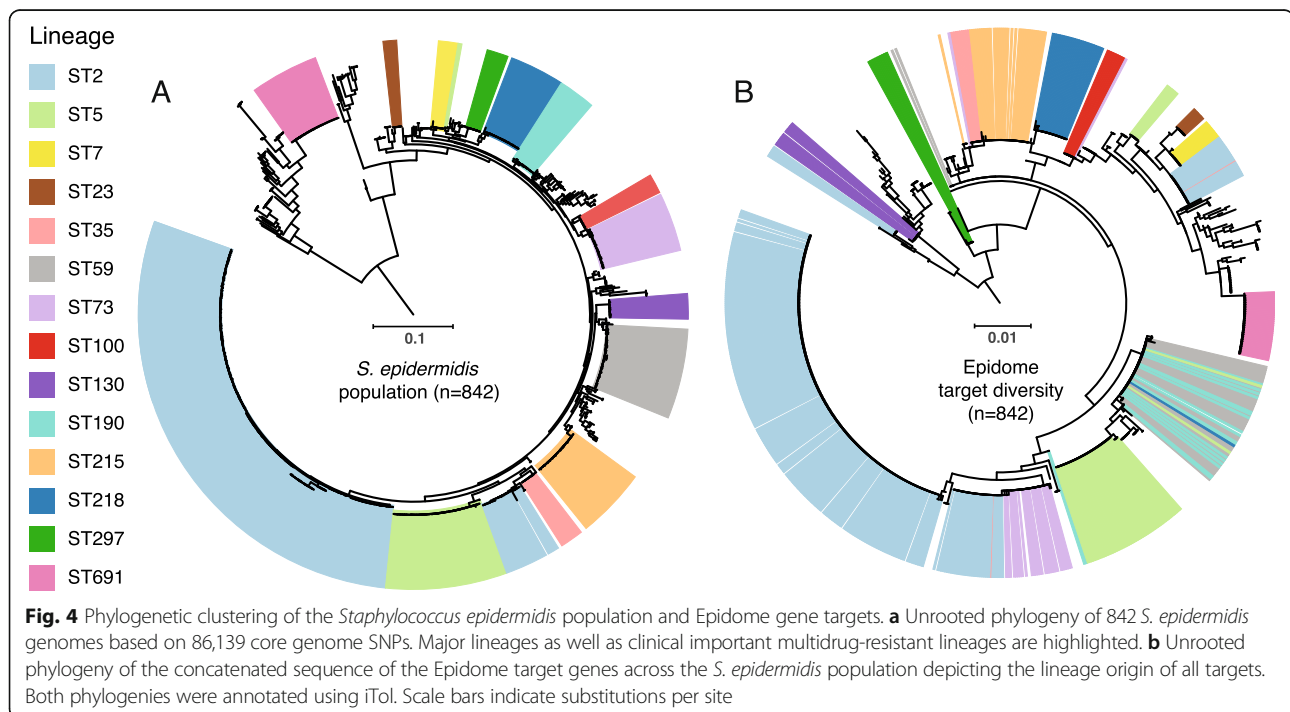 Lineage
ST2
ST5
ST7
ST23
ST35
ST59
ST73
ST100
ST130
ST190
ST215
ST218
ST297
ST691
A
0.1
S. epidermidis
population (n=842)
B
0.01
Epidome
target diversity
(n=842)
Fig. 4 Phylogenetic clustering of the Staphylococcus epidermidis population and Epidome gene targets. a Unrooted phylogeny of 842 S. epidermidis
genomes based on 86,139 core genome SNPs. Major lineages as well as clinical important multidrug-resistant lineages are highlighted. b Unrooted
phylogeny of the concatenated sequence of the Epidome target genes across the S. epidermidis population depicting the lineage origin of all targets.
Both phylogenies were annotated using iTol. Scale bars indicate substitutions per site